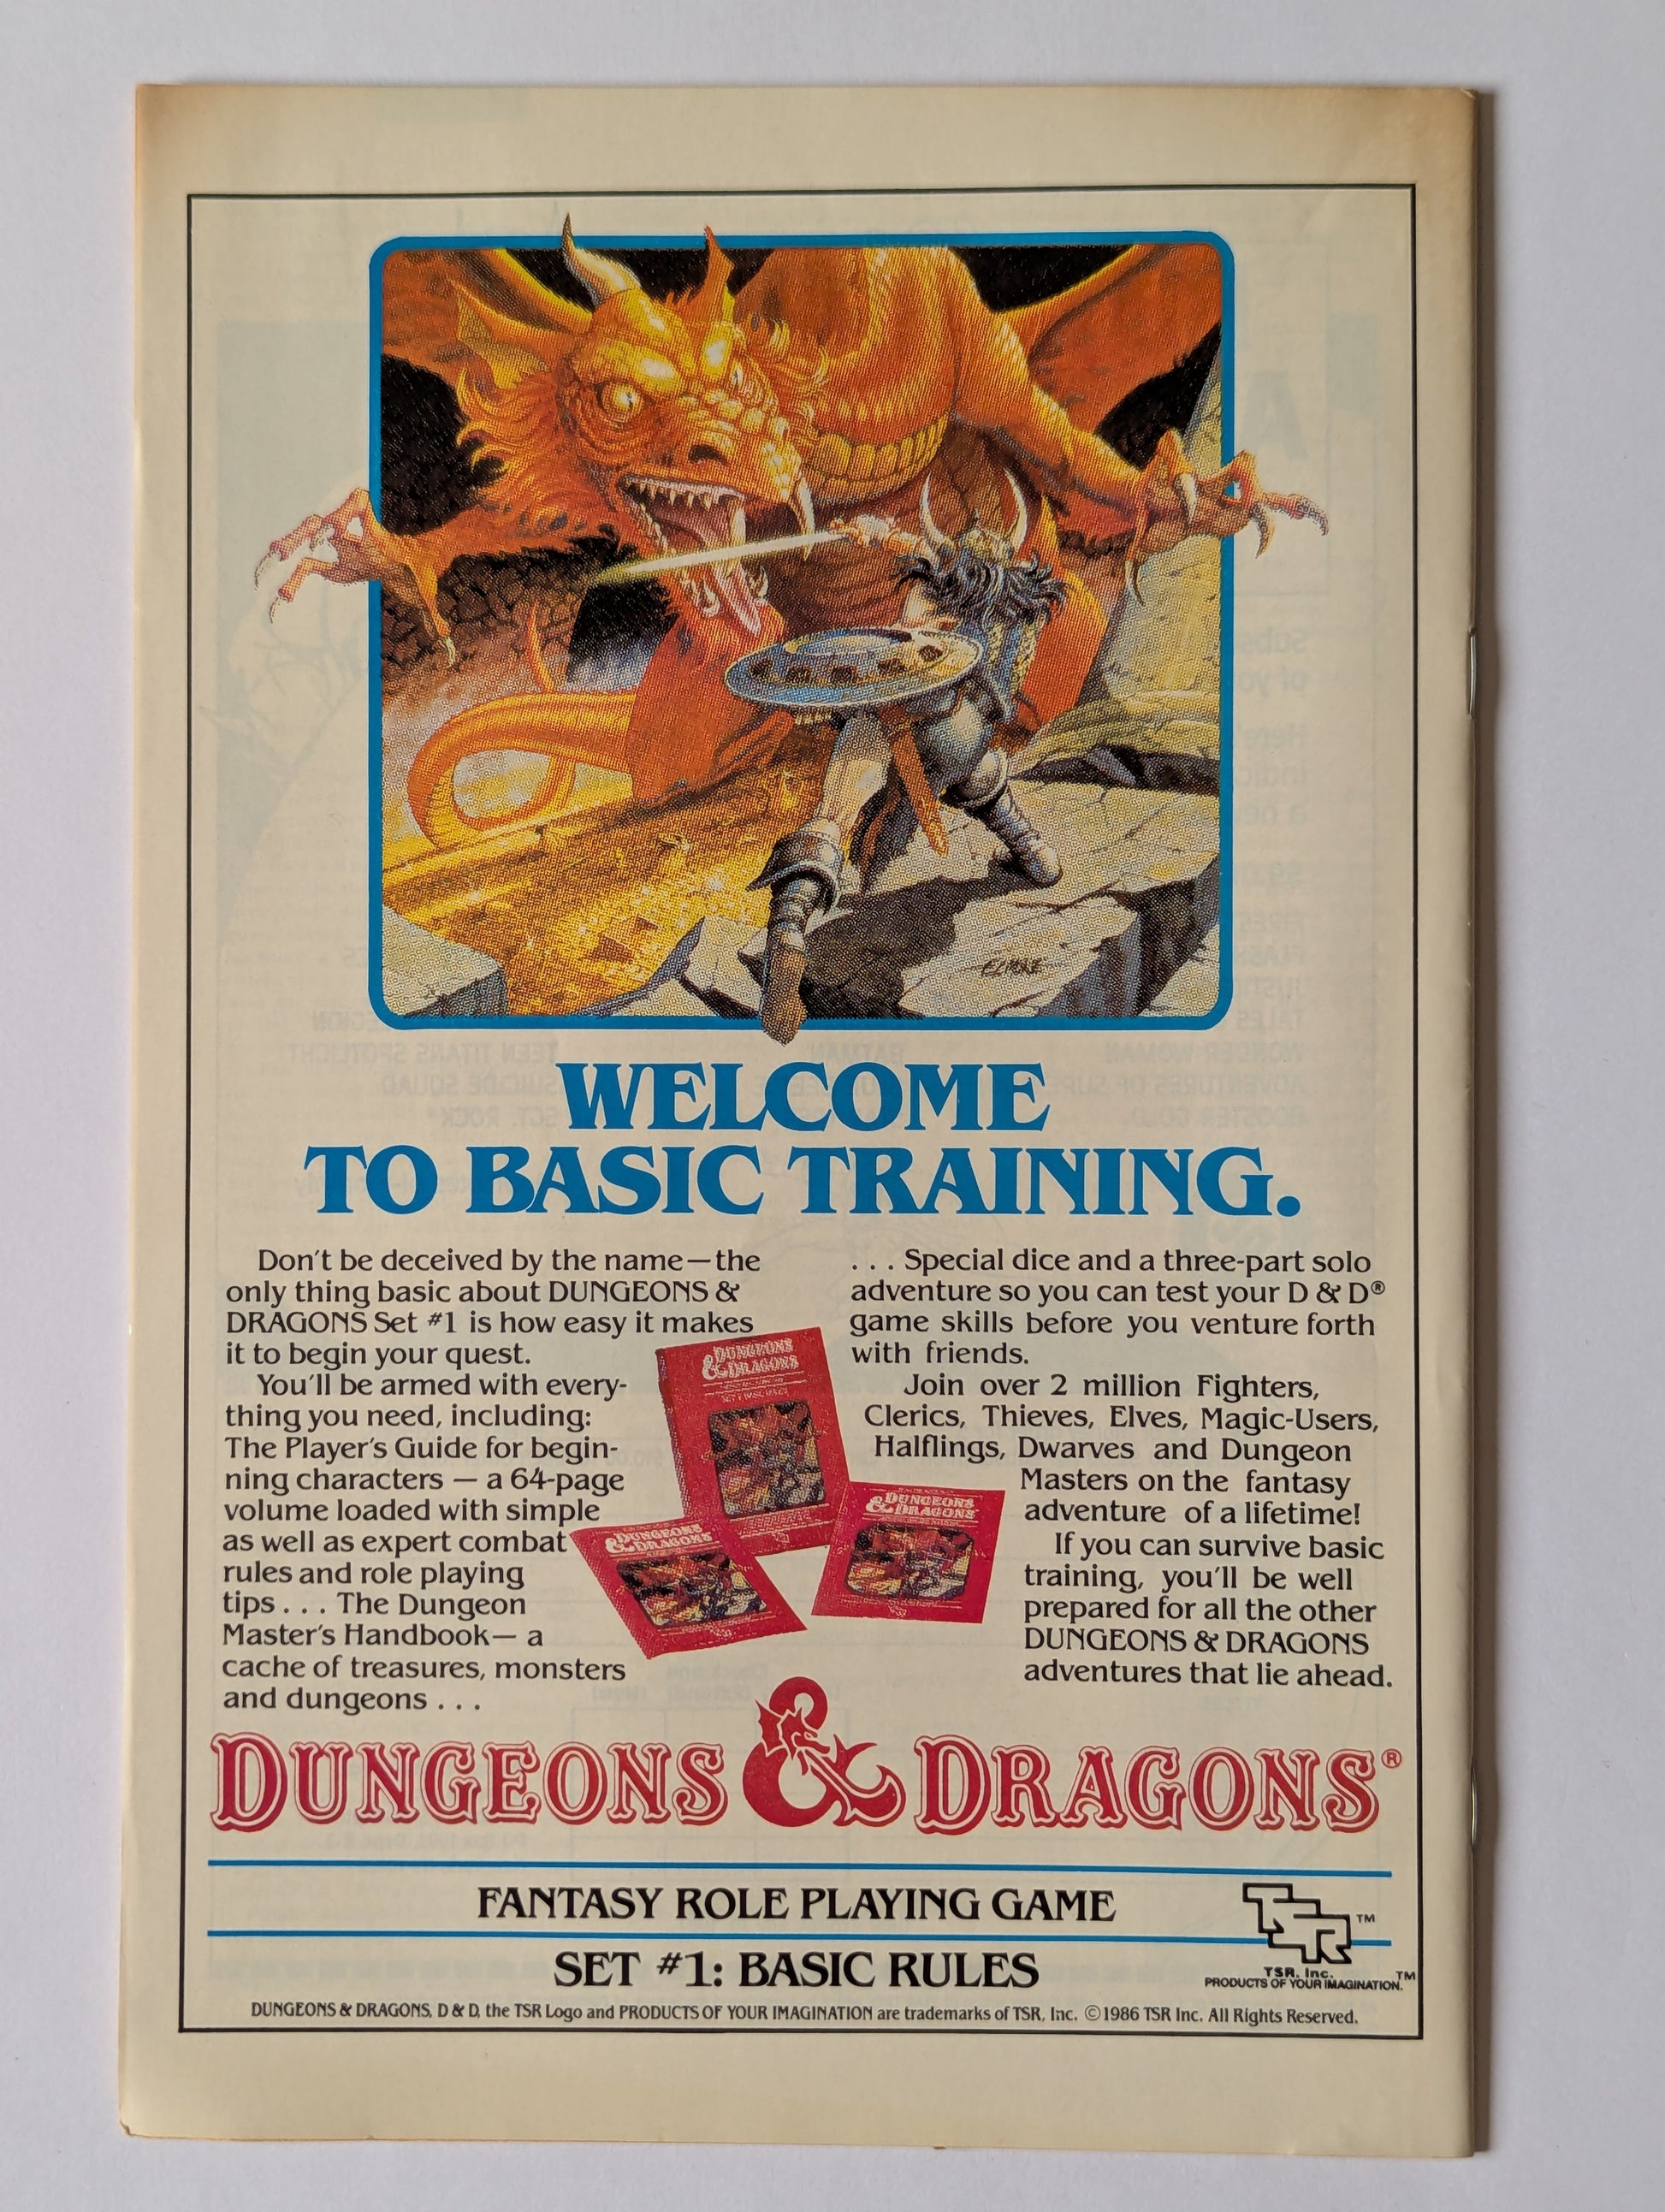 ELMORE
WELCOME
TO BASIC TRAINING.
Don't be deceived by the name—the
only thing basic about DUNGEONS &
DRAGONS Set #1 is how easy it makes
it to begin your quest.
You'll be armed with every-
thing you need, including:
The Player's Guide for begin-
ning characters — a 64-page
volume loaded with simple
as well as expert combat
rules and role playing
tips . . . The Dungeon
Master's Handbook— a
cache of treasures, monsters
and dungeons . . .
. . . Special dice and a three-part solo
adventure so you can test your D & D®
game skills before you venture forth
with friends.
Join over 2 million Fighters,
Clerics, Thieves, Elves, Magic-Users,
Halflings, Dwarves and Dungeon
Masters on the fantasy
adventure of a lifetime!
If you can survive basic
training, you'll be well
prepared for all the other
DUNGEONS & DRAGONS
adventures that lie ahead.
DUNGEONS
& DRAGONS
DUNGEONS
& DRAGONS
DUNGEONS
& DRAGONS
DUNGEONS & DRAGONS®
FANTASY ROLE PLAYING GAME
SET #1: BASIC RULES
TSR™
TSR, Inc.
PRODUCTS OF YOUR IMAGINATION.™
DUNGEONS & DRAGONS, D & D, the TSR Logo and PRODUCTS OF YOUR IMAGINATION are trademarks of TSR, Inc. ©1986 TSR Inc. All Rights Reserved.